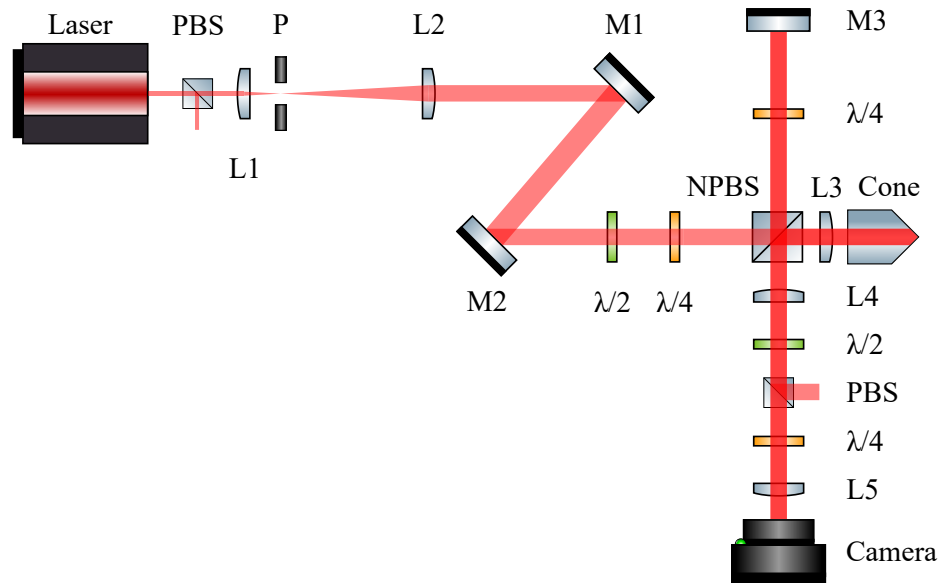 Laser
PBS
P
L2
M1
M3
L1
λ/4
NPBS
L3
Cone
M2
λ/2
λ/4
L4
λ/2
PBS
λ/4
L5
Camera